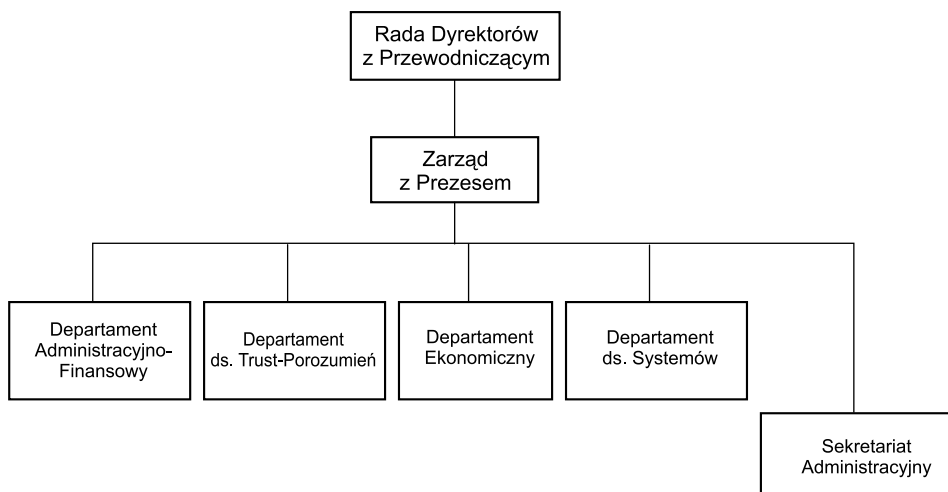 Rada Dyrektorów
z Przewodniczącym
Zarząd
z Prezesem
Departament
Administracyjno-
Finansowy
Departament
ds. Trust-Porozumień
Departament
Ekonomiczny
Departament
ds. Systemów
Sekretariat
Administracyjny